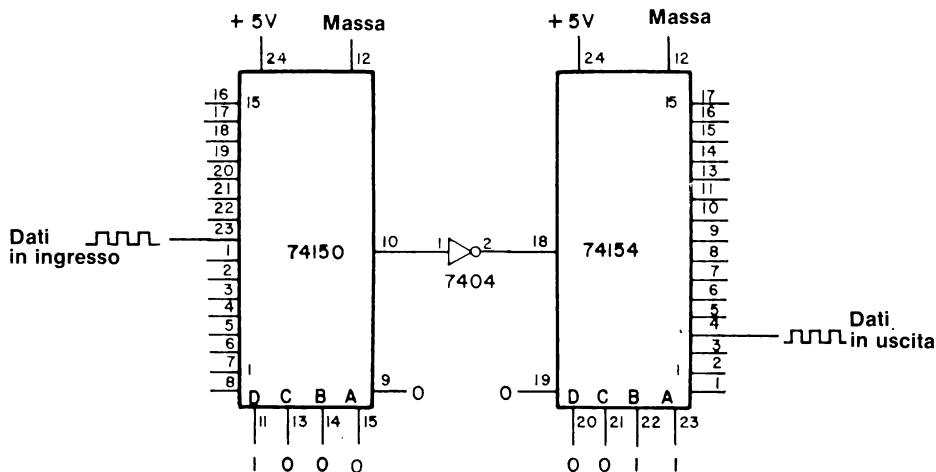 + 5V Massa + 5V Massa
24 12 24 12
16 15 15 17
17 16
18 15
19 14
20 13
21 11
22 10
23 9
Dati
in ingresso
1 74150 10 1 2 18 74154 8
7404
2 7
3 6
4 5
5 4
Dati
in uscita
6 3
7 1 1 2
8 9 0 0 19 1
D C B A D C B A
11 13 14 15 20 21 22 23
1 0 0 0 0 0 1 1